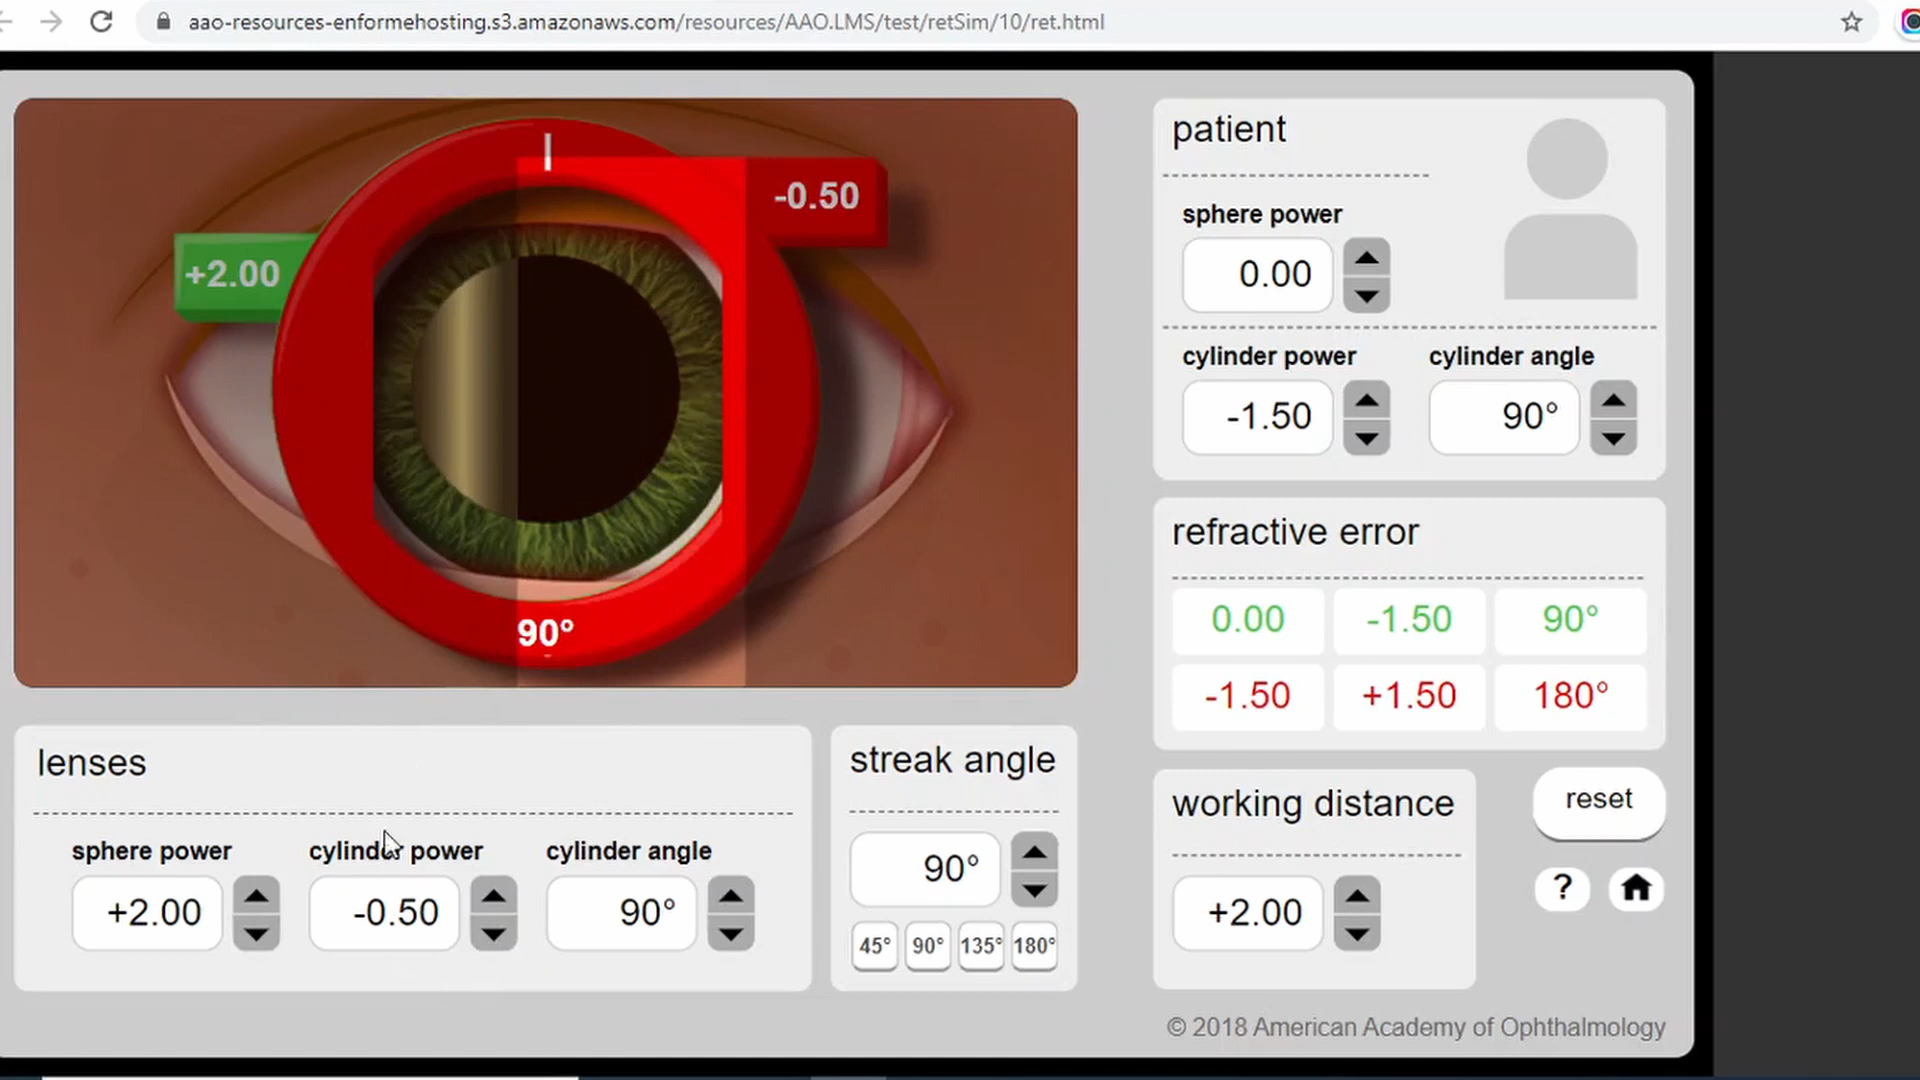 aao-resources-enformehosting.s3.amazonaws.com/resources/AAO.LMS/test/retSim/10/ret.html
-0.50
+2.00
90°
patient
sphere power
0.00
cylinder power
cylinder angle
-1.50
90°
refractive error
0.00
-1.50
90°
-1.50
+1.50
180°
lenses
sphere power
cylinder power
cylinder angle
+2.00
-0.50
90°
streak angle
90°
45°
90°
135°
180°
working distance
+2.00
reset
?
© 2018 American Academy of Ophthalmology